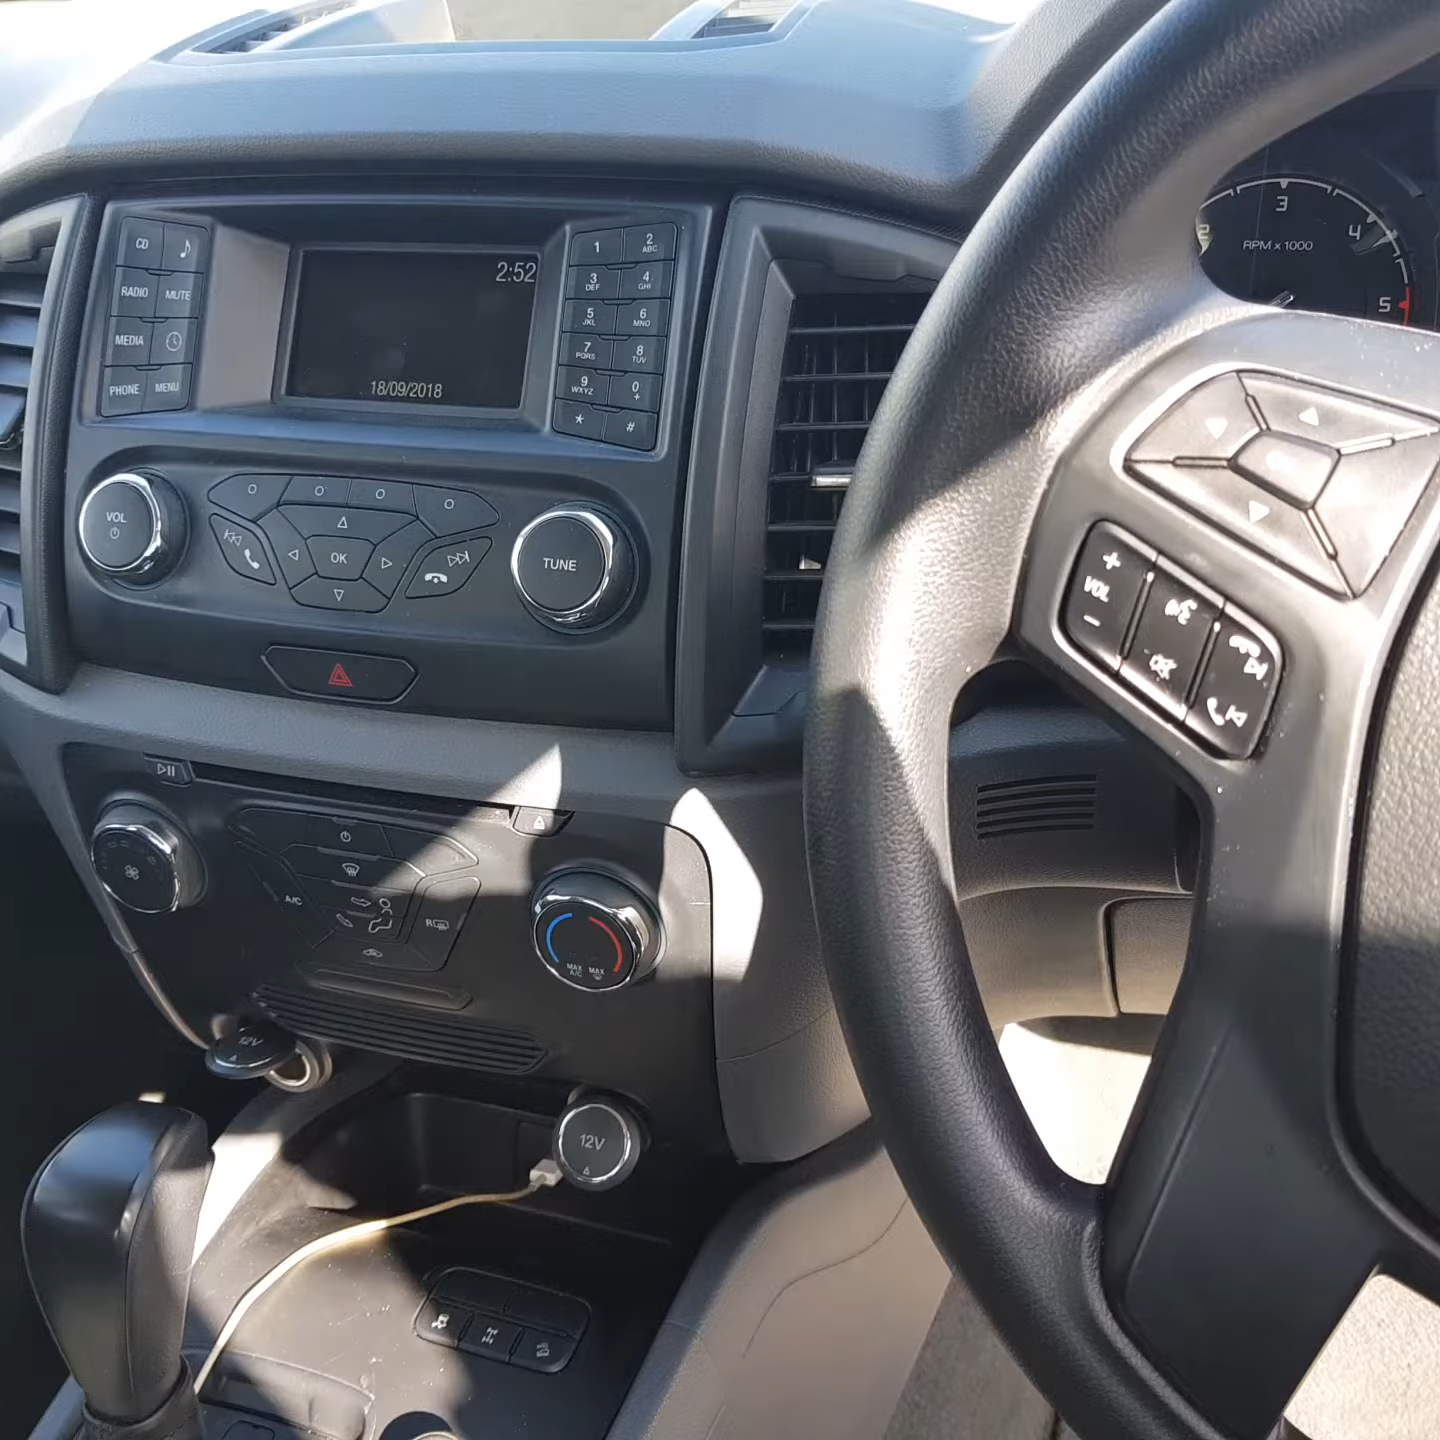 CD
RADIO
MUTE
MEDIA
PHONE
MENU
2:52
18/09/2018
1
2
ABC
3
DEF
4
GHI
5
JKL
6
MNO
7
PQRS
8
TUV
9
WXYZ
0
+
*
#
VOL
OK
TUNE
A/C
R
MAX
A/C
MAX
12V
12V
2
3
4
5
RPM x 1000
+
VOL
-